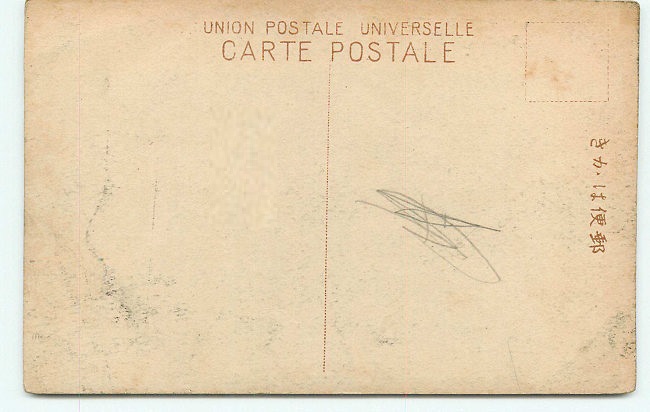 UNION POSTALE UNIVERSELLE
CARTE POSTALE
郵便はかき